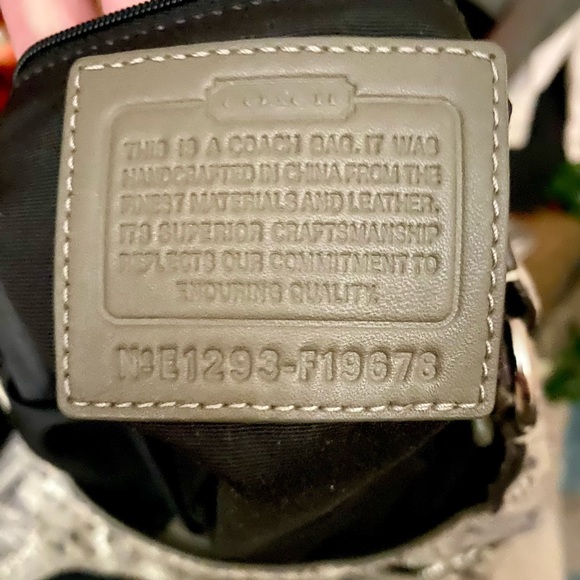 COACH
THIS IS A COACH BAG. IT WAS
HANDCRAFTED IN CHINA FROM THE
FINEST MATERIALS AND LEATHER.
ITS SUPERIOR CRAFTSMANSHIP
REFLECTS OUR COMMITMENT TO
ENDURING QUALITY.
Nº E1293-F19678